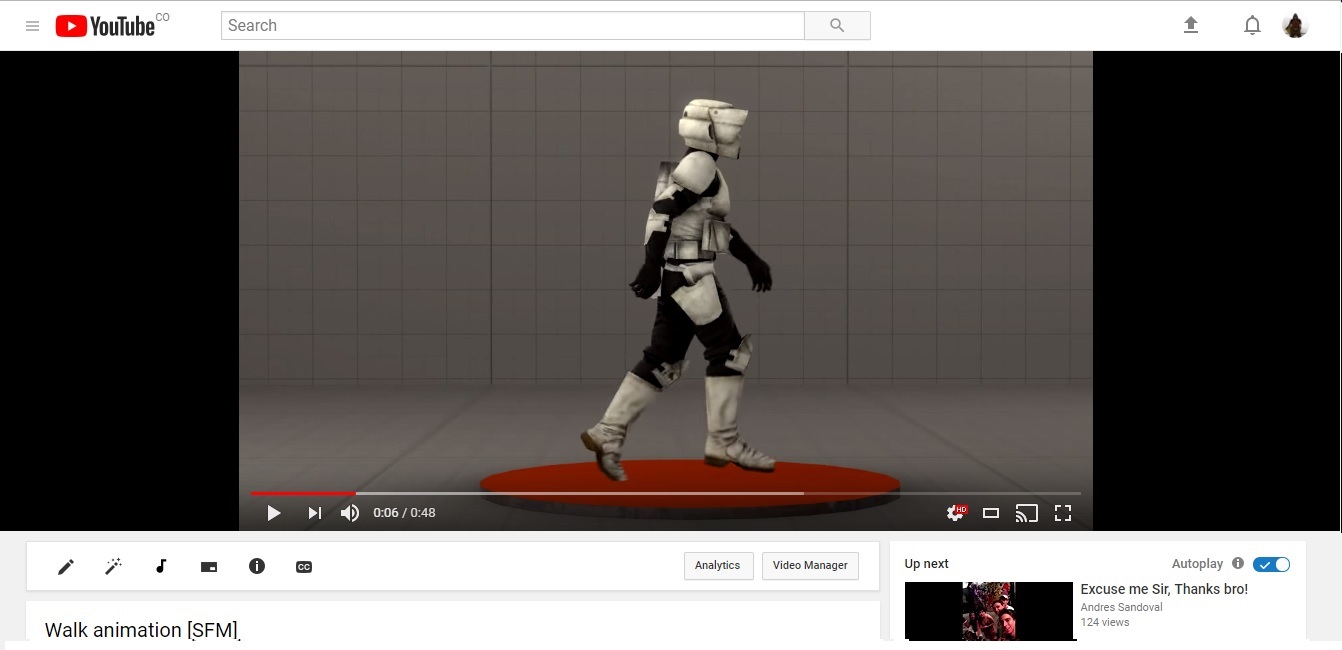 YouTube CO
Search
0:06 / 0:48
HD
CC
Analytics
Video Manager
Walk animation [SFM]
Up next
Autoplay
Excuse me Sir, Thanks bro!
Andres Sandoval
124 views